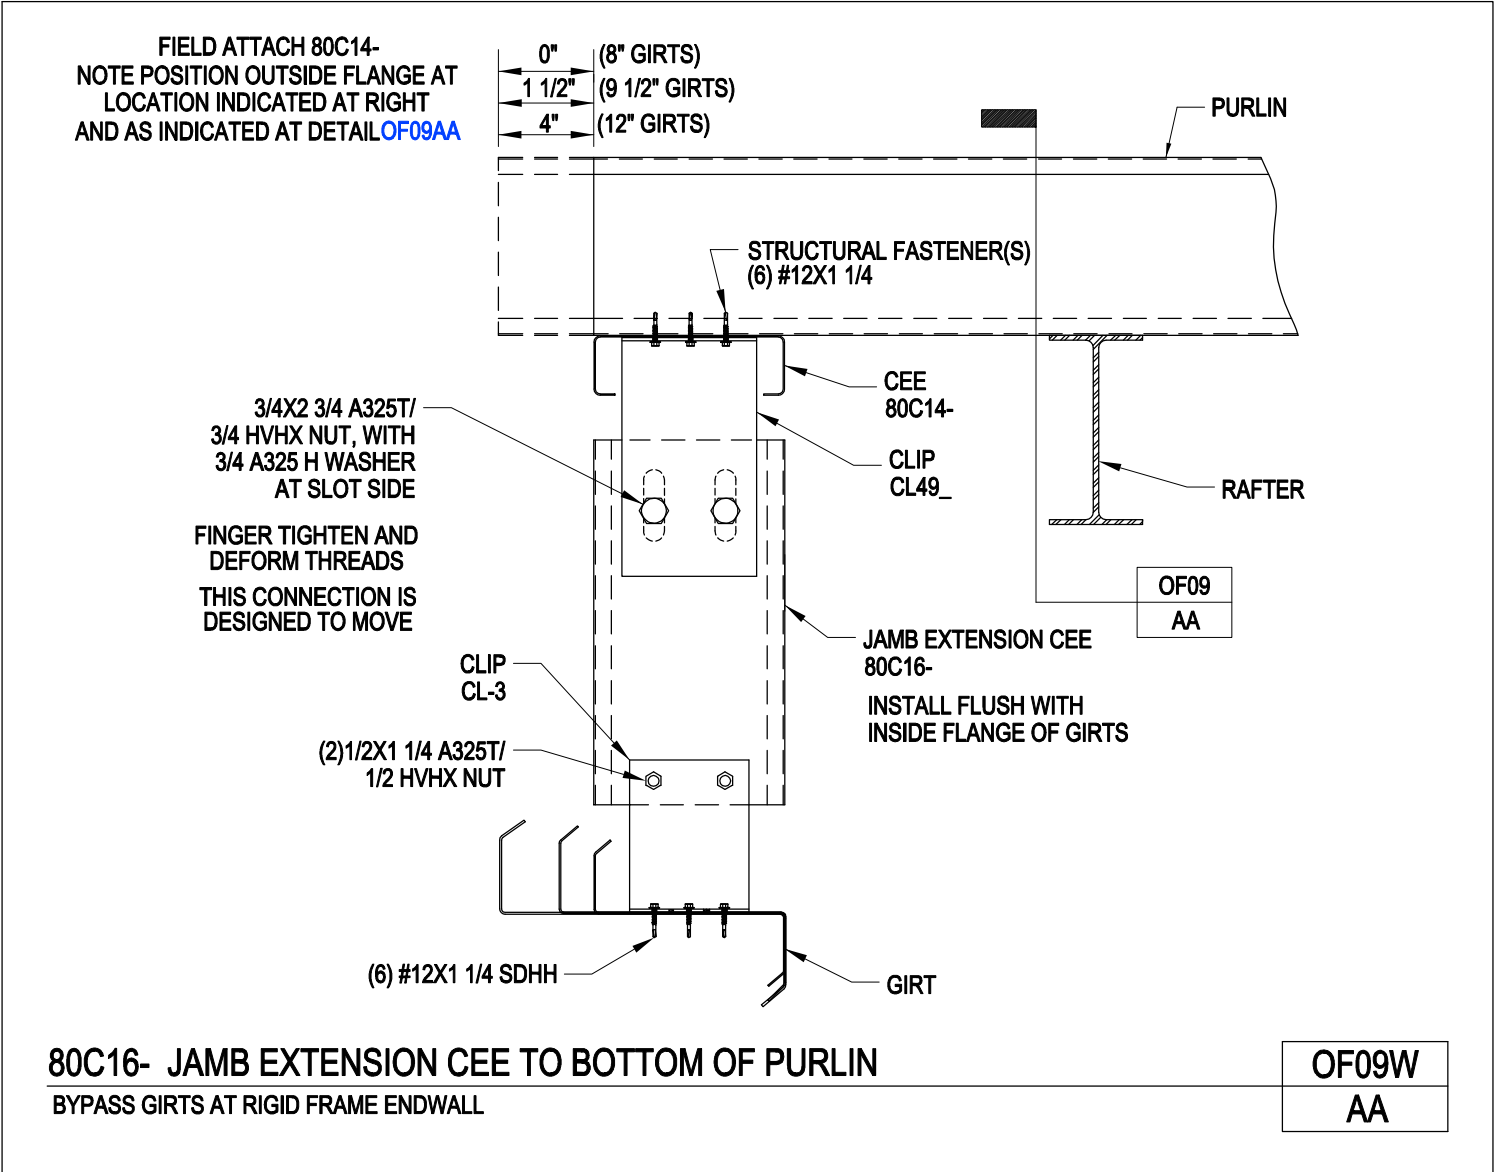 FIELD ATTACH 80C14-
NOTE POSITION OUTSIDE FLANGE AT
LOCATION INDICATED AT RIGHT
AND AS INDICATED AT DETAIL OF09AA
0" (8" GIRTS)
1 1/2" (9 1/2" GIRTS)
4" (12" GIRTS)
PURLIN
STRUCTURAL FASTENER(S)
(6) #12X1 1/4
CEE
80C14-
3/4X2 3/4 A325T/
3/4 HVHX NUT, WITH
3/4 A325 H WASHER
AT SLOT SIDE
CLIP
CL49_
RAFTER
FINGER TIGHTEN AND
DEFORM THREADS
THIS CONNECTION IS
DESIGNED TO MOVE
OF09
AA
JAMB EXTENSION CEE
80C16-
INSTALL FLUSH WITH
INSIDE FLANGE OF GIRTS
CLIP
CL-3
(2)1/2X1 1/4 A325T/
1/2 HVHX NUT
(6) #12X1 1/4 SDHH
GIRT
80C16- JAMB EXTENSION CEE TO BOTTOM OF PURLIN
BYPASS GIRTS AT RIGID FRAME ENDWALL
OF09W
AA